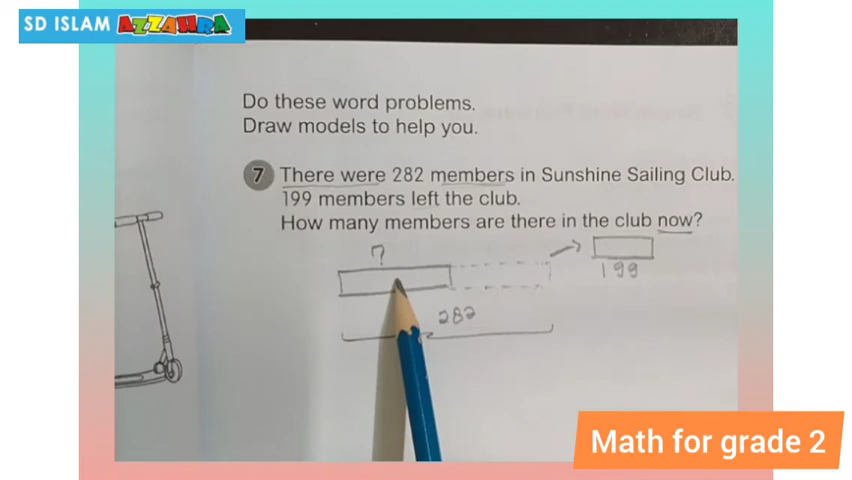 SD ISLAM AZZAHRA
Do these word problems.
Draw models to help you.
7 There were 282 members in Sunshine Sailing Club.
199 members left the club.
How many members are there in the club now?
?
199
282
Math for grade 2